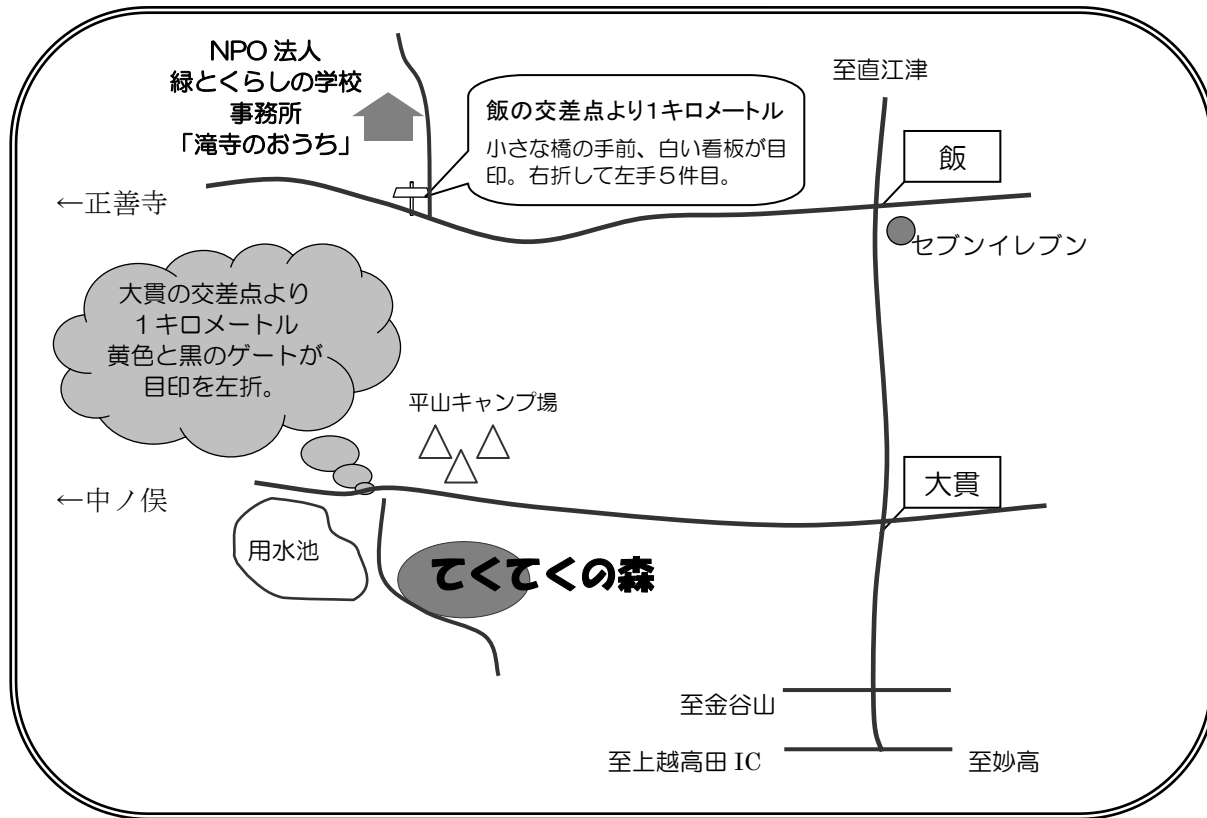 NPO 法人
緑とくらしの学校
事務所
「滝寺のおうち」
飯の交差点より1キロメートル
小さな橋の手前、白い看板が目
印。右折して左手５件目。
至直江津
飯
←正善寺
セブンイレブン
大貫の交差点より
１キロメートル
黄色と黒のゲートが
目印を左折。
平山キャンプ場
大貫
←中ノ俣
用水池
てくてくの森
至金谷山
至上越高田 IC
至妙高